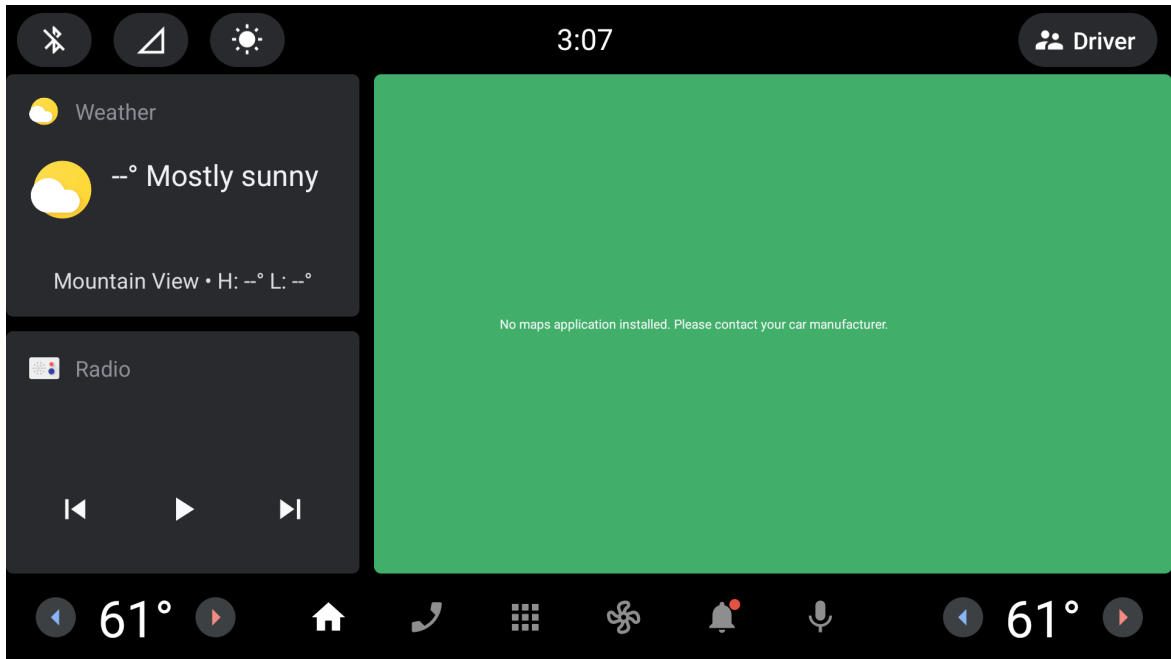 3:07
Driver
Weather
--° Mostly sunny
Mountain View • H: --° L: --°
No maps application installed. Please contact your car manufacturer.
Radio
61°
61°